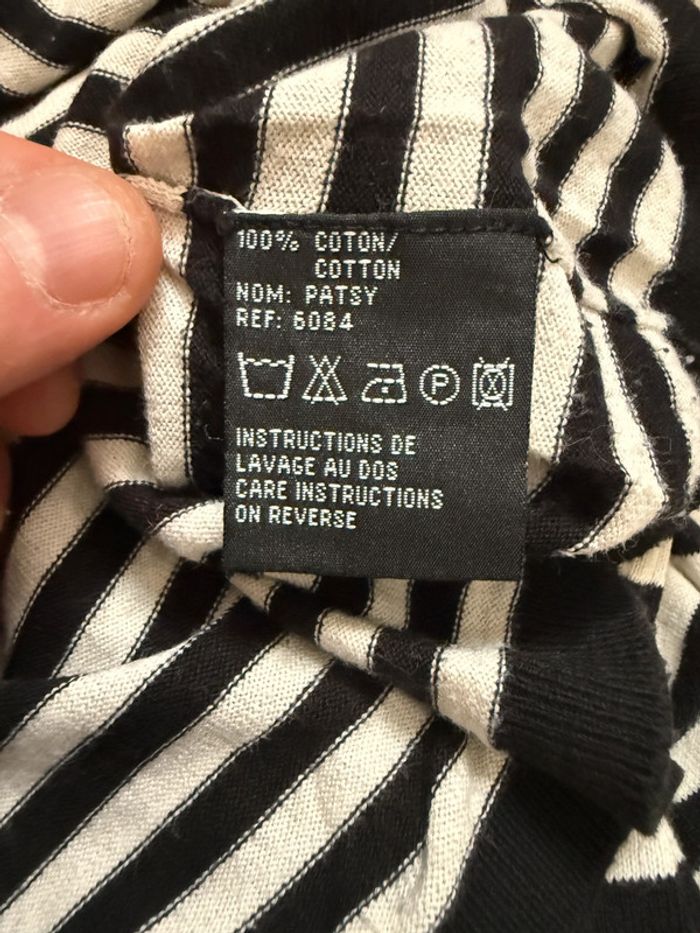 100% COTON/
COTTON
NOM: PATSY
REF: 6084
P
INSTRUCTIONS DE
LAVAGE AU DOS
CARE INSTRUCTIONS
ON REVERSE